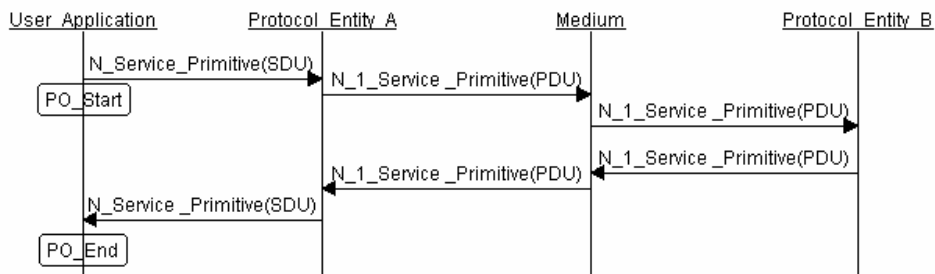 User_Application Protocol_Entity_A Medium Protocol_Entity_B
N_Service_Primitive(SDU)
N_1_Service _Primitive(PDU)
PO_Start
N_1_Service _Primitive(PDU)
N_1_Service _Primitive(PDU)
N_1_Service _Primitive(PDU)
N_Service _Primitive(SDU)
PO_End